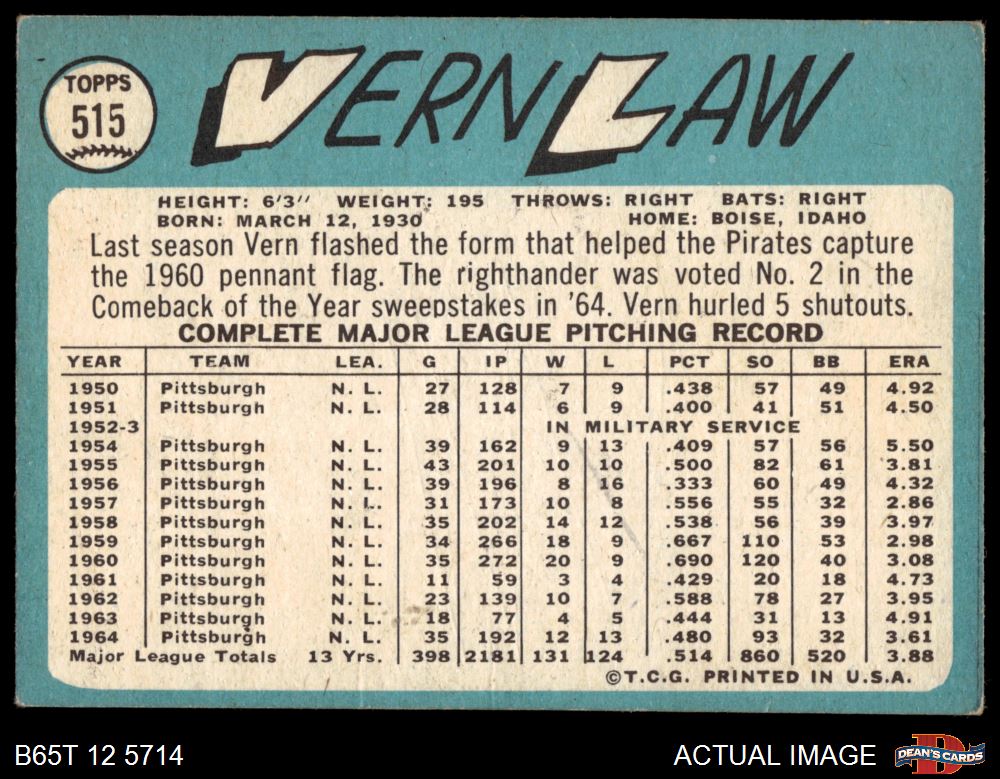 TOPPS
515
VERN LAW
HEIGHT: 6'3" WEIGHT: 195 THROWS: RIGHT BATS: RIGHT
BORN: MARCH 12, 1930 HOME: BOISE, IDAHO
Last season Vern flashed the form that helped the Pirates capture
the 1960 pennant flag. The righthander was voted No. 2 in the
Comeback of the Year sweepstakes in '64. Vern hurled 5 shutouts.
COMPLETE MAJOR LEAGUE PITCHING RECORD
YEAR TEAM LEA. G IP W L PCT SO BB ERA
1950 Pittsburgh N. L. 27 128 7 9 .438 57 49 4.92
1951 Pittsburgh N. L. 28 114 6 9 .400 41 51 4.50
1952-3 IN MILITARY SERVICE
1954 Pittsburgh N. L. 39 162 9 13 .409 57 56 5.50
1955 Pittsburgh N. L. 43 201 10 10 .500 82 61 3.81
1956 Pittsburgh N. L. 39 196 8 16 .333 60 49 4.32
1957 Pittsburgh N. L. 31 173 10 8 .556 55 32 2.86
1958 Pittsburgh N. L. 35 202 14 12 .538 56 39 3.97
1959 Pittsburgh N. L. 34 266 18 9 .667 110 53 2.98
1960 Pittsburgh N. L. 35 272 20 9 .690 120 40 3.08
1961 Pittsburgh N. L. 11 59 3 4 .429 20 18 4.73
1962 Pittsburgh N. L. 23 139 10 7 .588 78 27 3.95
1963 Pittsburgh N. L. 18 77 4 5 .444 31 13 4.91
1964 Pittsburgh N. L. 35 192 12 13 .480 93 32 3.61
Major League Totals 13 Yrs. 398 2181 131 124 .514 860 520 3.88
©T.C.G. PRINTED IN U.S.A.
B65T 12 5714 ACTUAL IMAGE
DEAN'S CARDS